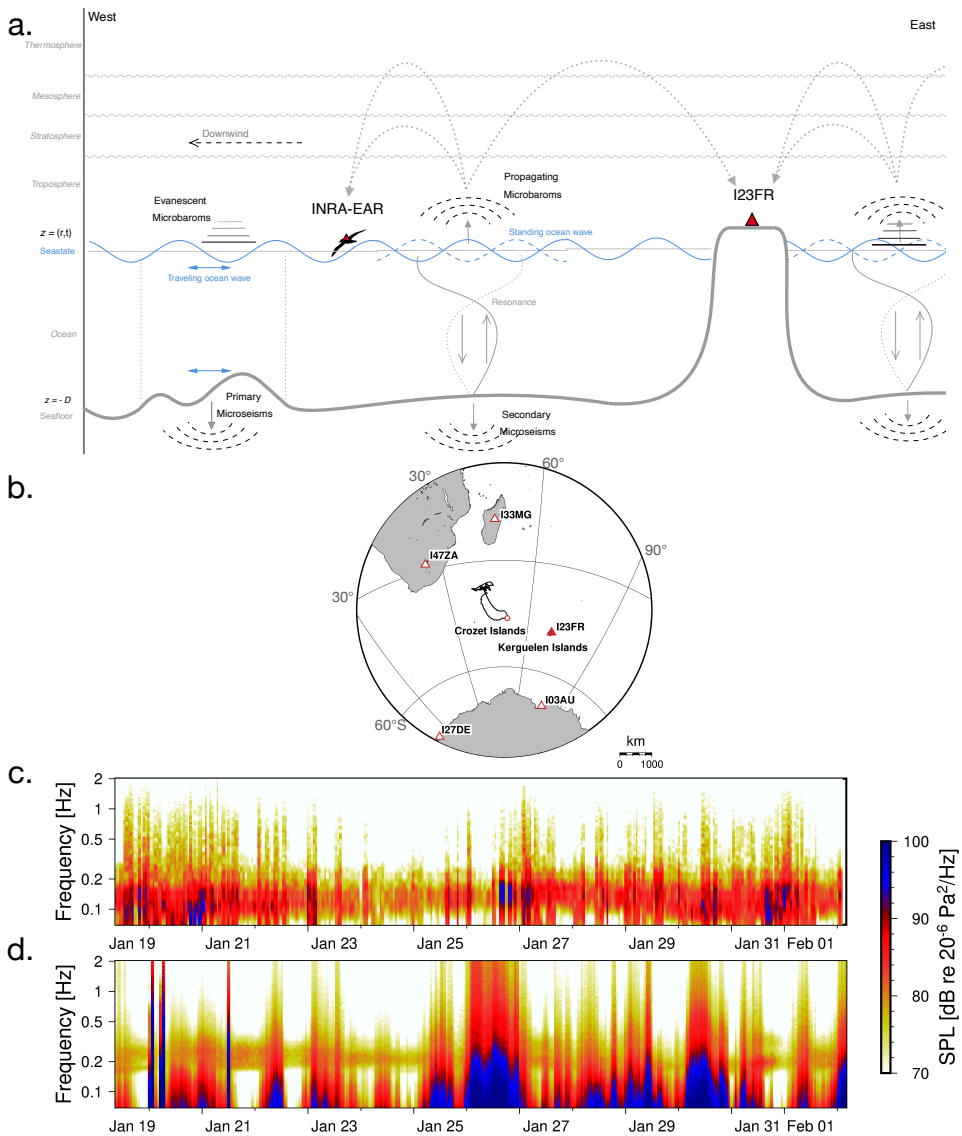 a.
West
East
Thermosphere
Mesosphere
Stratosphere
Downwind
Troposphere
Propagating
Microbaroms
I23FR
Evanescent
Microbaroms
INRA-EAR
z = (r,t)
Standing ocean wave
Seastate
Traveling ocean wave
Resonance
Ocean
z = - D
Primary
Microseisms
Seafloor
Secondary
Microseisms
b.
30°
60°
I33MG
90°
I47ZA
30°
Crozet Islands
I23FR
Kerguelen Islands
60°S
I03AU
I27DE
km
0 1000
c.
Frequency [Hz]
2
1
0.5
0.2
0.1
Jan 19 Jan 21 Jan 23 Jan 25 Jan 27 Jan 29 Jan 31 Feb 01
d.
Frequency [Hz]
2
1
0.5
0.2
0.1
Jan 19 Jan 21 Jan 23 Jan 25 Jan 27 Jan 29 Jan 31 Feb 01
100
90
80
70
SPL [dB re 20⁻⁶ Pa²/Hz]